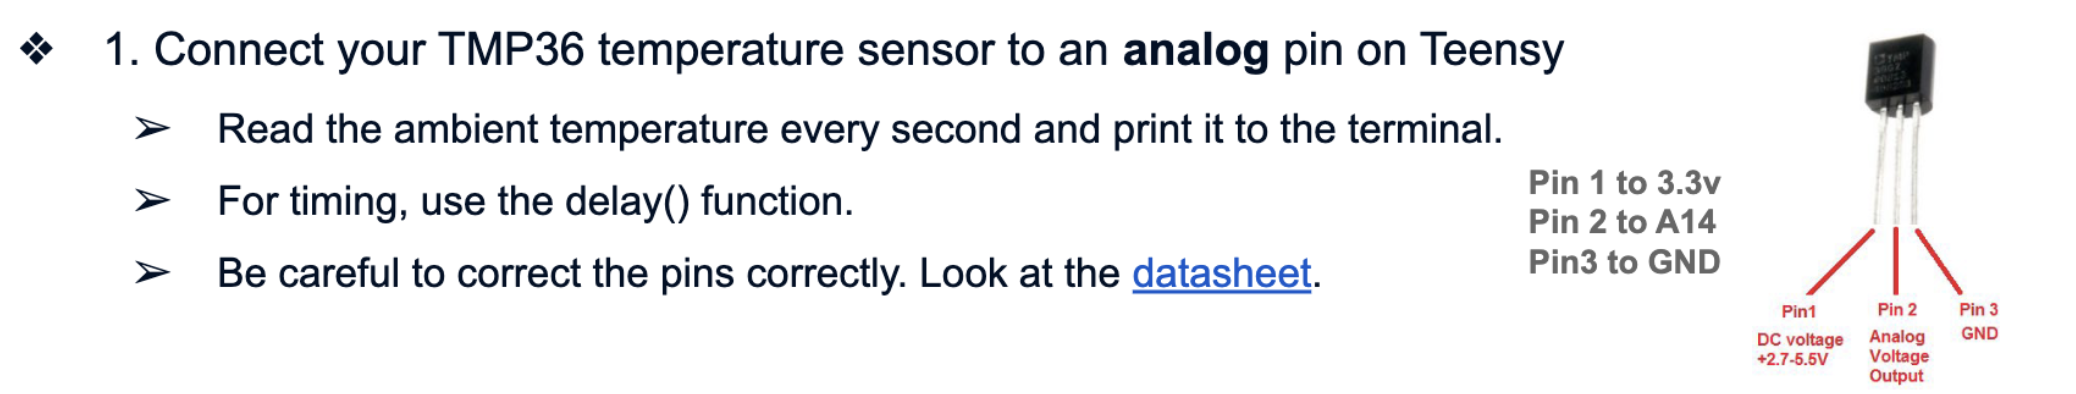 ❖ 1. Connect your TMP36 temperature sensor to an analog pin on Teensy
➢ Read the ambient temperature every second and print it to the terminal.
➢ For timing, use the delay() function.
➢ Be careful to correct the pins correctly. Look at the datasheet.
Pin 1 to 3.3v
Pin 2 to A14
Pin3 to GND
Pin1
DC voltage
+2.7-5.5V
Pin 2
Analog
Voltage
Output
Pin 3
GND